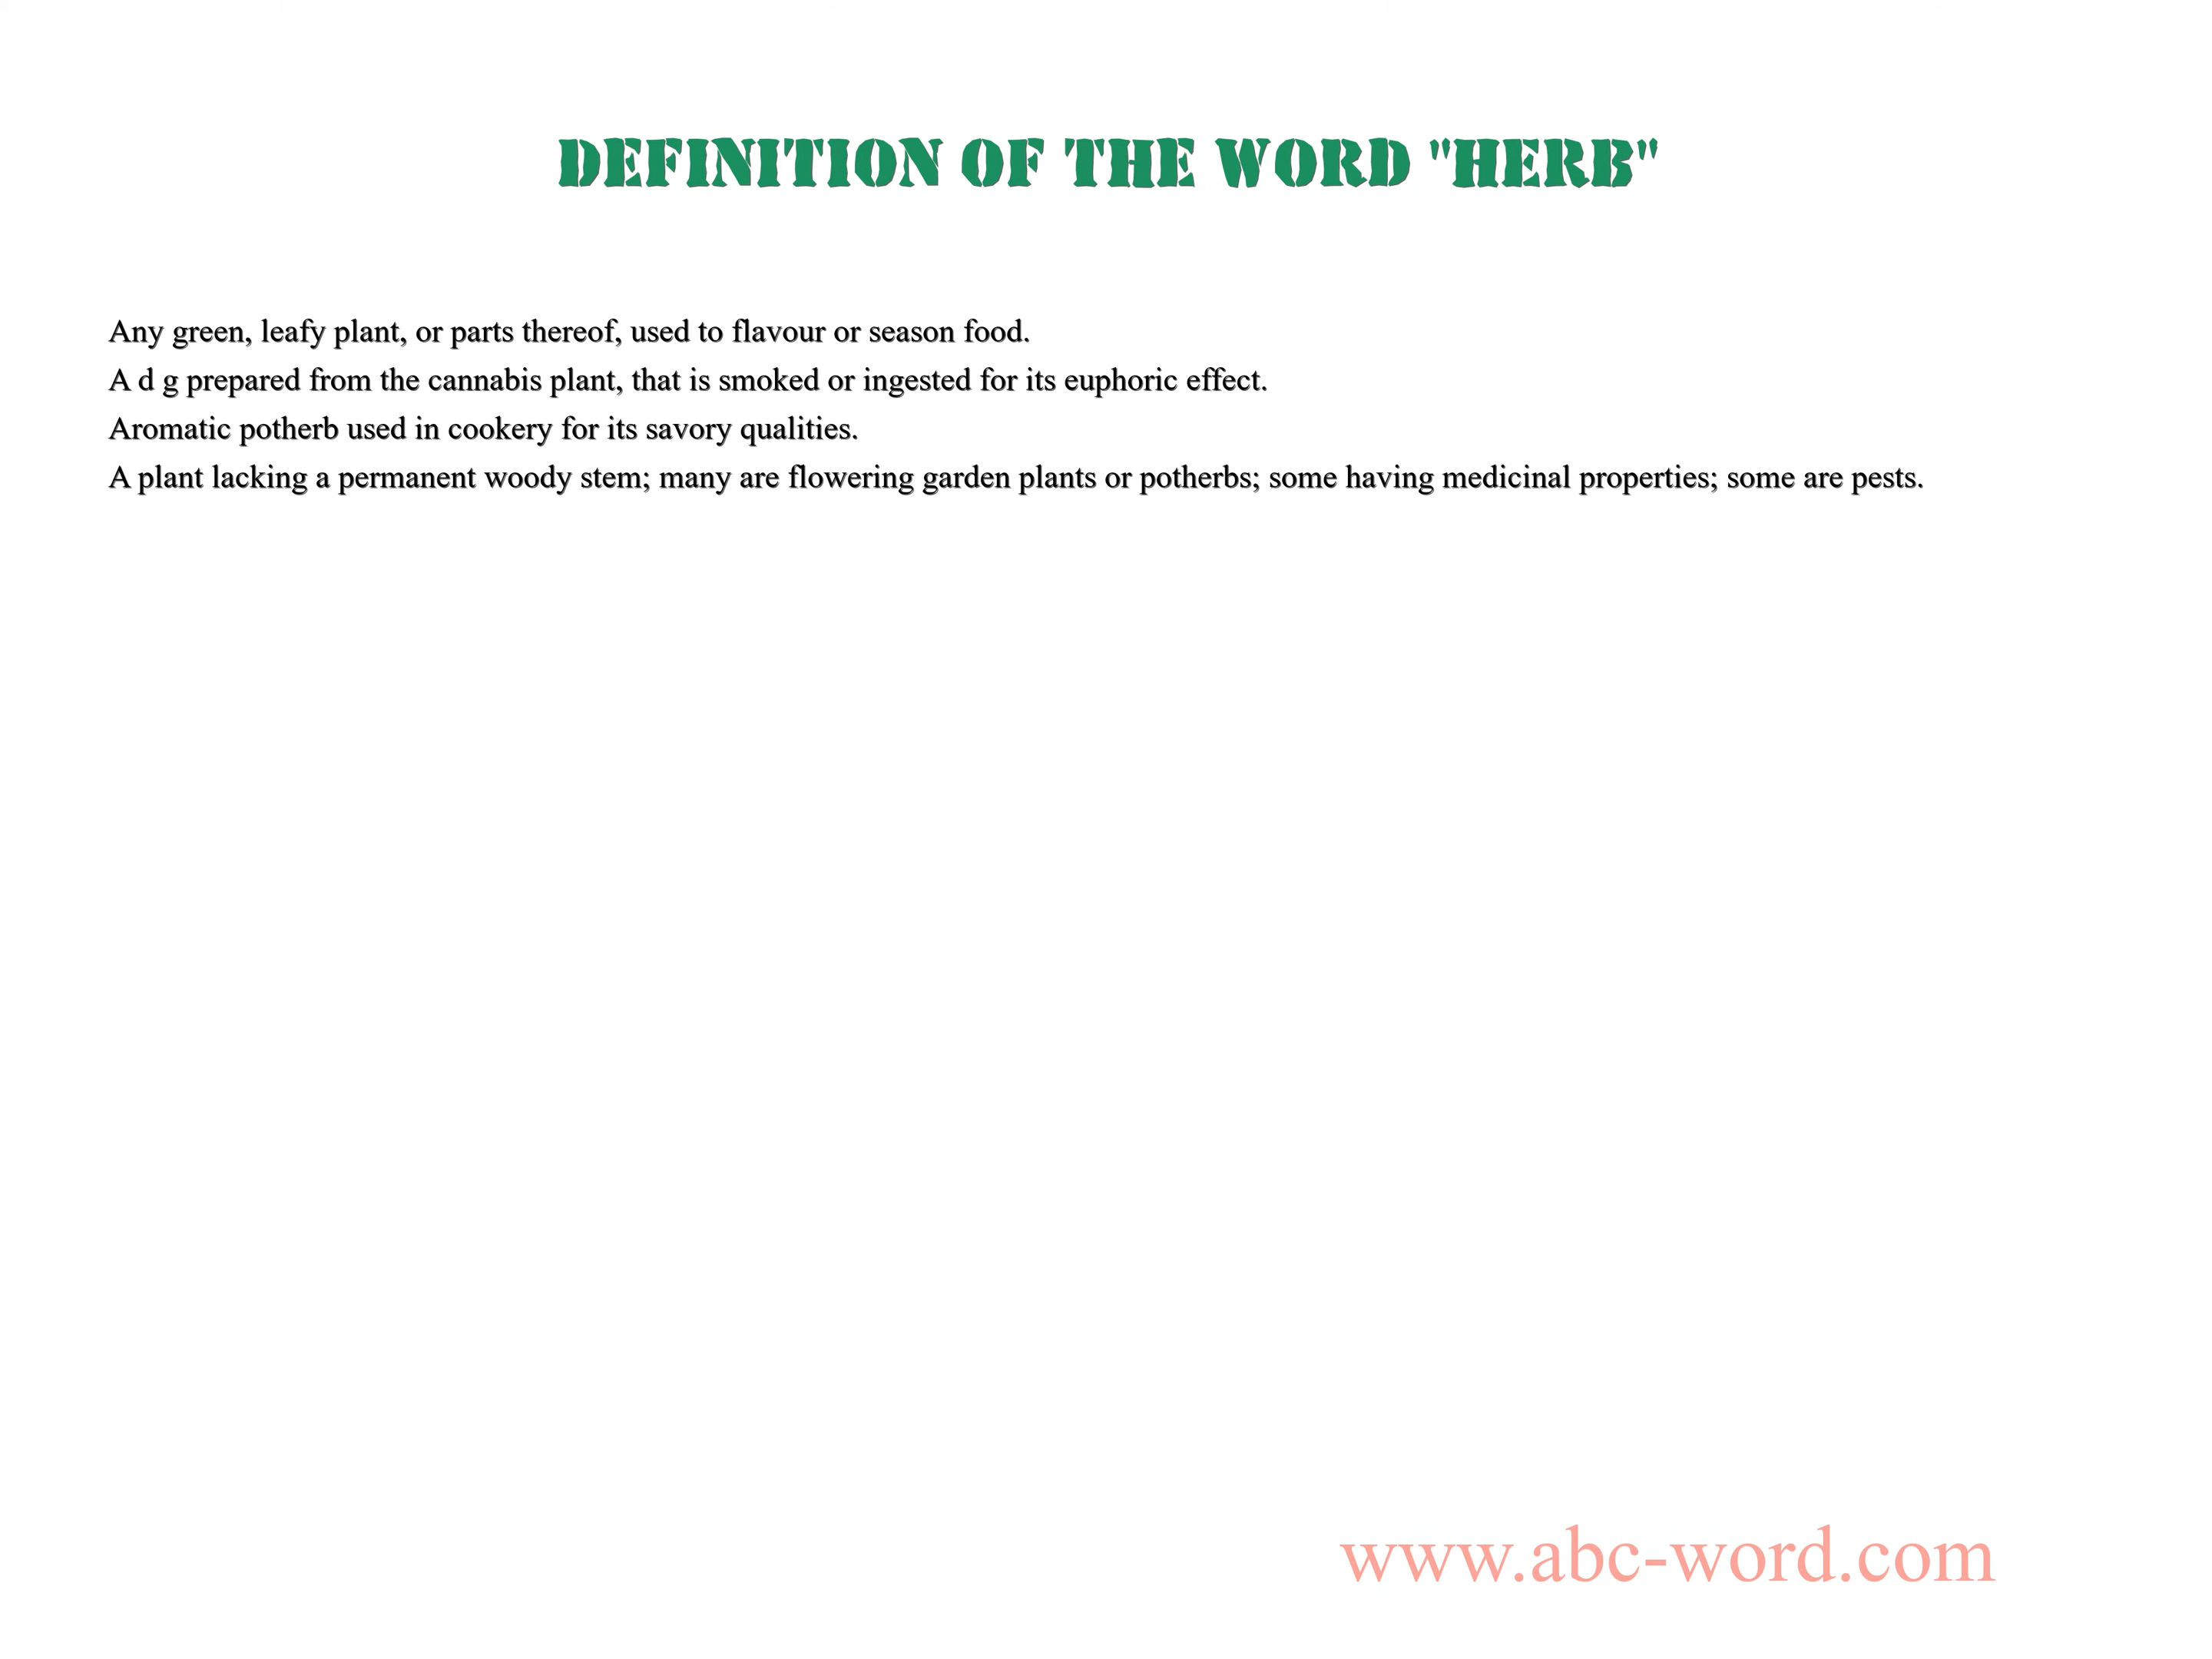 DEFINITION OF THE WORD "HERB"
Any green, leafy plant, or parts thereof, used to flavour or season food.
A d g prepared from the cannabis plant, that is smoked or ingested for its euphoric effect.
Aromatic potherb used in cookery for its savory qualities.
A plant lacking a permanent woody stem; many are flowering garden plants or potherbs; some having medicinal properties; some are pests.
www.abc-word.com